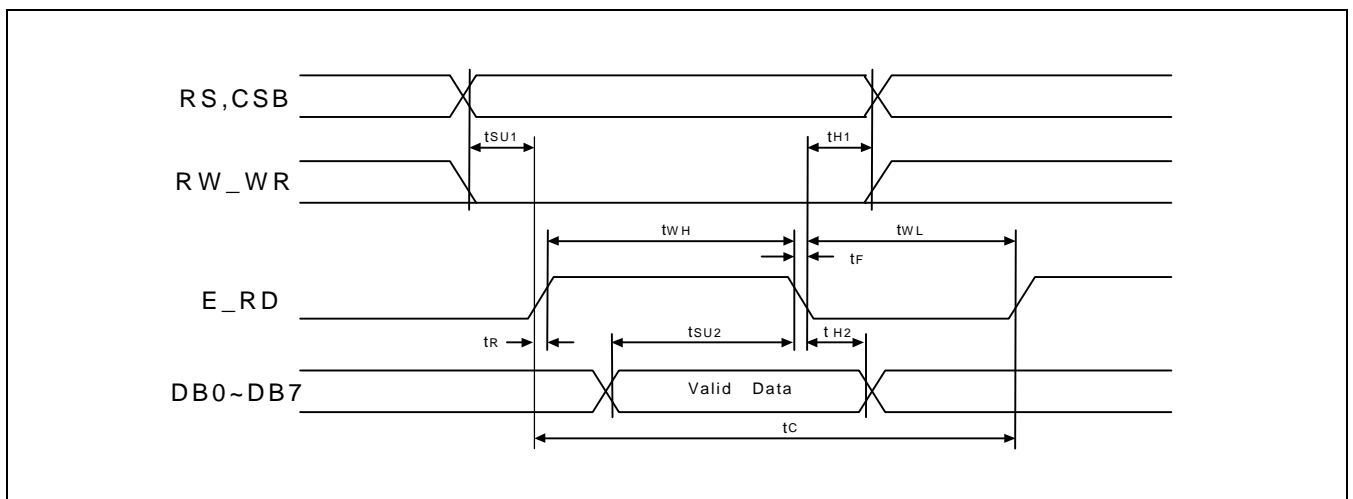 RS,CSB
tSU1
tH1
RW_WR
tWH
tWL
tF
E_RD
tR
tSU2
tH2
DB0~DB7
Valid Data
tC